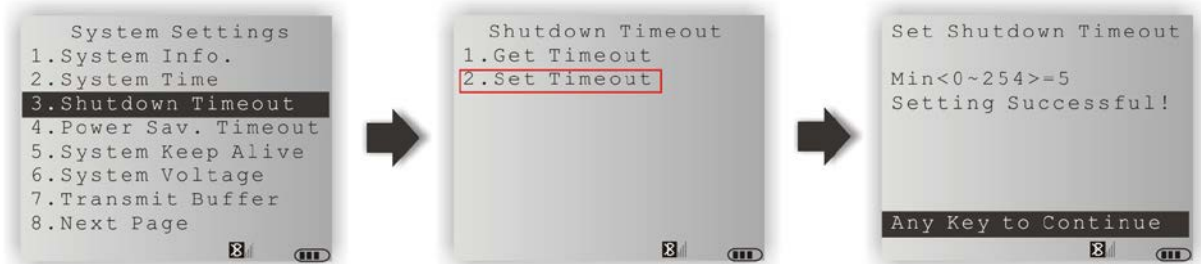 System Settings
1.System Info.
2.System Time
3.Shutdown Timeout
4.Power Sav. Timeout
5.System Keep Alive
6.System Voltage
7.Transmit Buffer
8.Next Page
Shutdown Timeout
1.Get Timeout
2.Set Timeout
Set Shutdown Timeout
Min<0~254>=5
Setting Successful!
Any Key to Continue